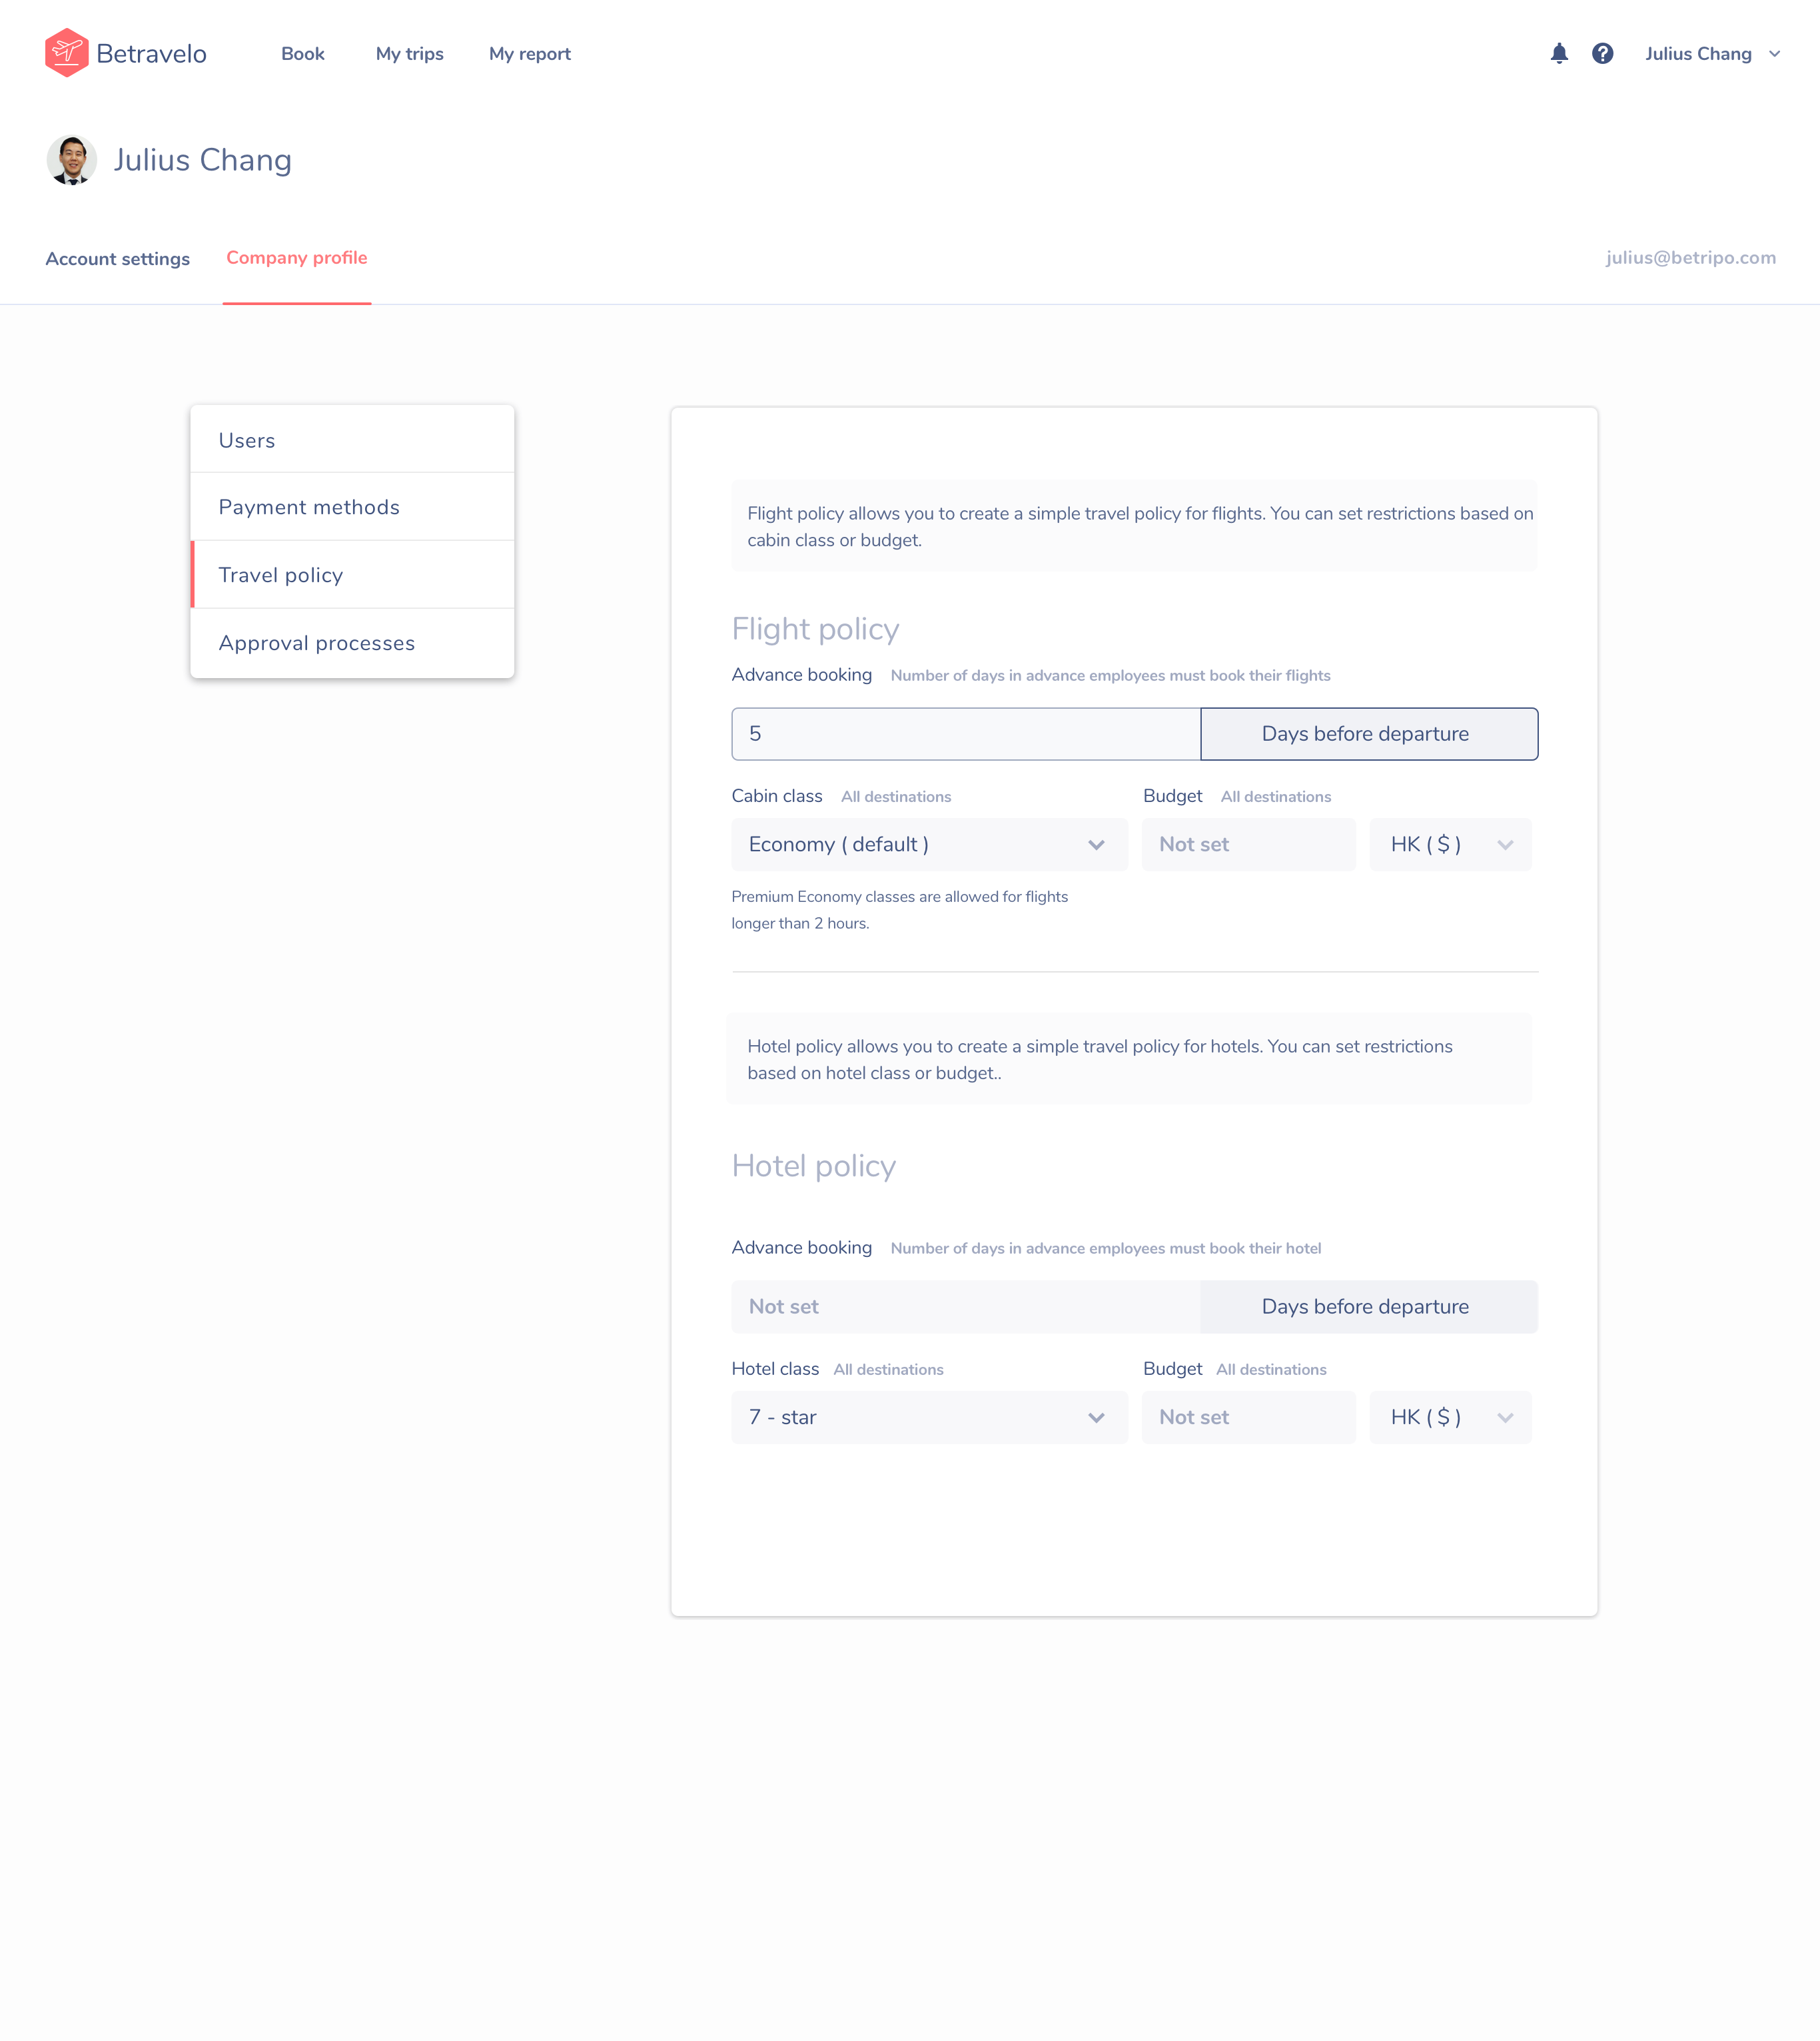 Betravelo
Book
My trips
My report
Julius Chang
Julius Chang
Account settings
Company profile
julius@betripo.com
Users
Payment methods
Travel policy
Approval processes
Flight policy allows you to create a simple travel policy for flights. You can set restrictions based on
cabin class or budget.
Flight policy
Advance booking Number of days in advance employees must book their flights
5 Days before departure
Cabin class All destinations Budget All destinations
Economy ( default ) Not set HK ( $ )
Premium Economy classes are allowed for flights
longer than 2 hours.
Hotel policy allows you to create a simple travel policy for hotels. You can set restrictions
based on hotel class or budget..
Hotel policy
Advance booking Number of days in advance employees must book their hotel
Not set Days before departure
Hotel class All destinations Budget All destinations
7 - star Not set HK ( $ )